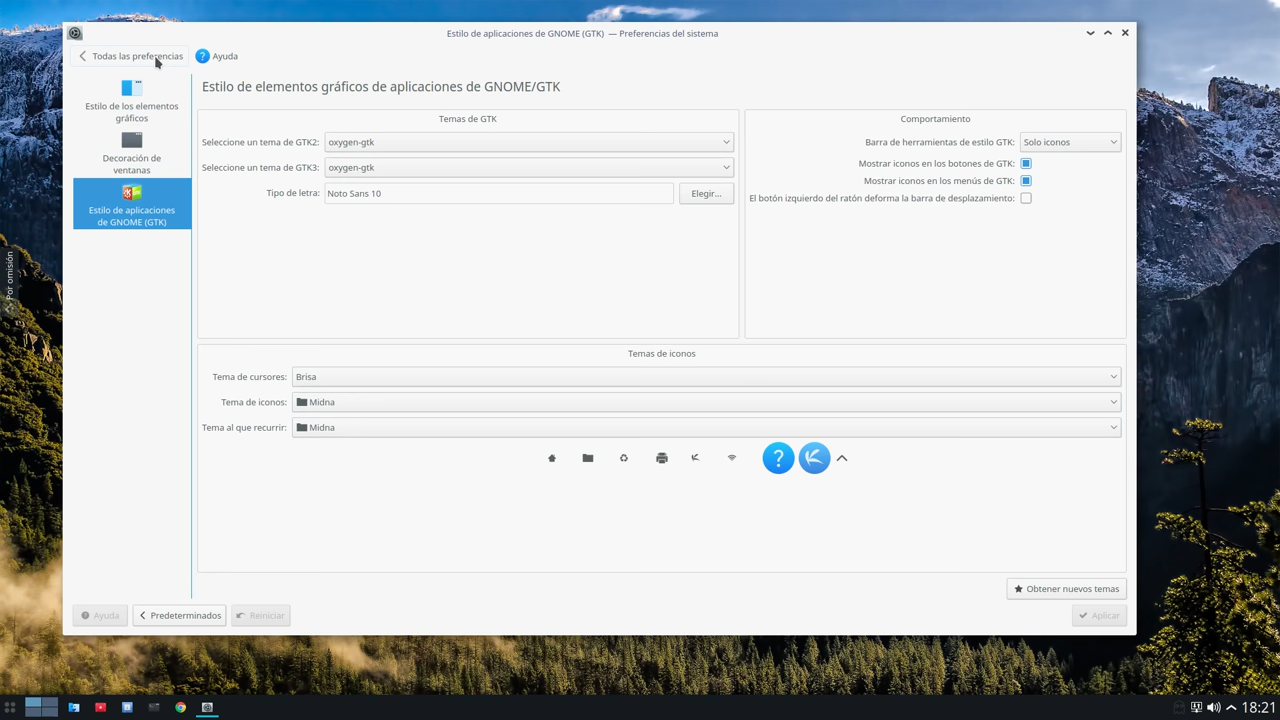 Estilo de aplicaciones de GNOME (GTK) — Preferencias del sistema
Todas las preferencias
? Ayuda
Estilo de los elementos
gráficos
Decoración de
ventanas
Estilo de aplicaciones
de GNOME (GTK)
Por omisión
Estilo de elementos gráficos de aplicaciones de GNOME/GTK
Temas de GTK
Seleccione un tema de GTK2: oxygen-gtk
Seleccione un tema de GTK3: oxygen-gtk
Tipo de letra: Noto Sans 10 Elegir...
Comportamiento
Barra de herramientas de estilo GTK: Solo iconos
Mostrar iconos en los botones de GTK:
Mostrar iconos en los menús de GTK:
El botón izquierdo del ratón deforma la barra de desplazamiento:
Temas de iconos
Tema de cursores: Brisa
Tema de iconos: Midna
Tema al que recurrir: Midna
?
Obtener nuevos temas
Ayuda Predeterminados Reiniciar Aplicar
18:21